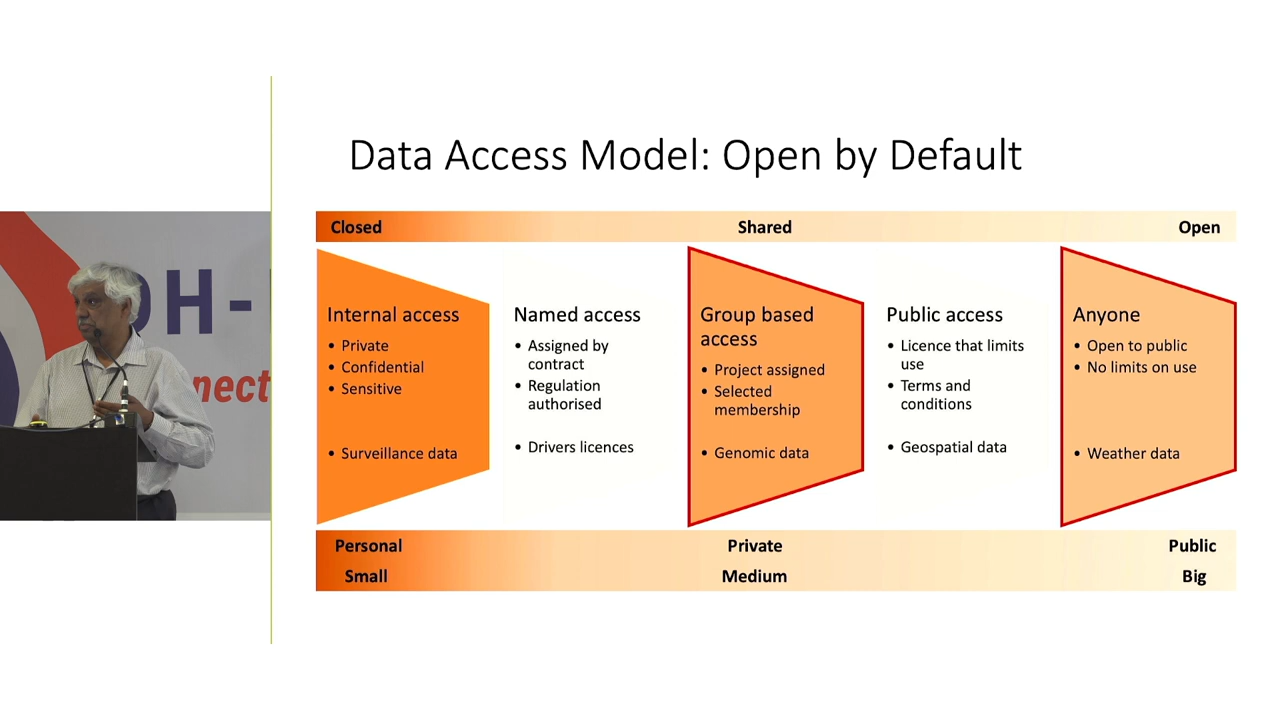 Data Access Model: Open by Default
Closed Shared Open
Internal access
• Private
• Confidential
• Sensitive
• Surveillance data
Named access
• Assigned by
contract
• Regulation
authorised
• Drivers licences
Group based
access
• Project assigned
• Selected
membership
• Genomic data
Public access
• Licence that limits
use
• Terms and
conditions
• Geospatial data
Anyone
• Open to public
• No limits on use
• Weather data
Personal Private Public
Small Medium Big
DH-
nect